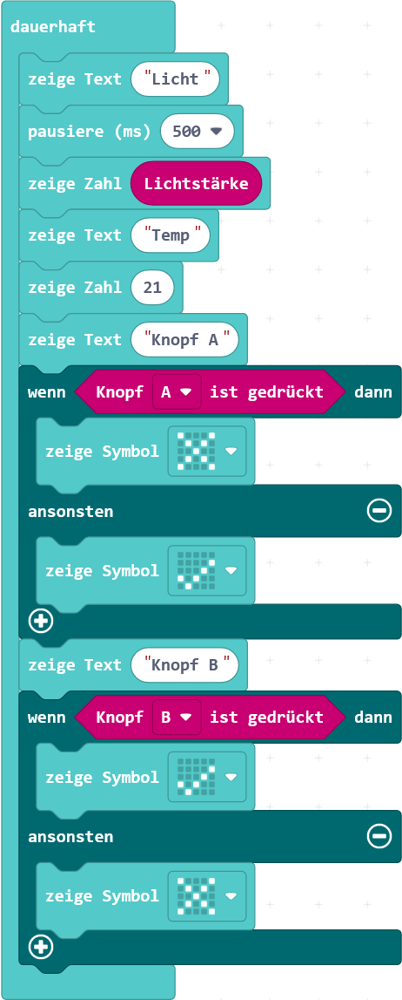 dauerhaft
zeige Text "Licht"
pausiere (ms) 500
zeige Zahl Lichtstärke
zeige Text "Temp"
zeige Zahl 21
zeige Text "Knopf A"
wenn Knopf A ist gedrückt dann
zeige Symbol
ansonsten
zeige Symbol
zeige Text "Knopf B"
wenn Knopf B ist gedrückt dann
zeige Symbol
ansonsten
zeige Symbol